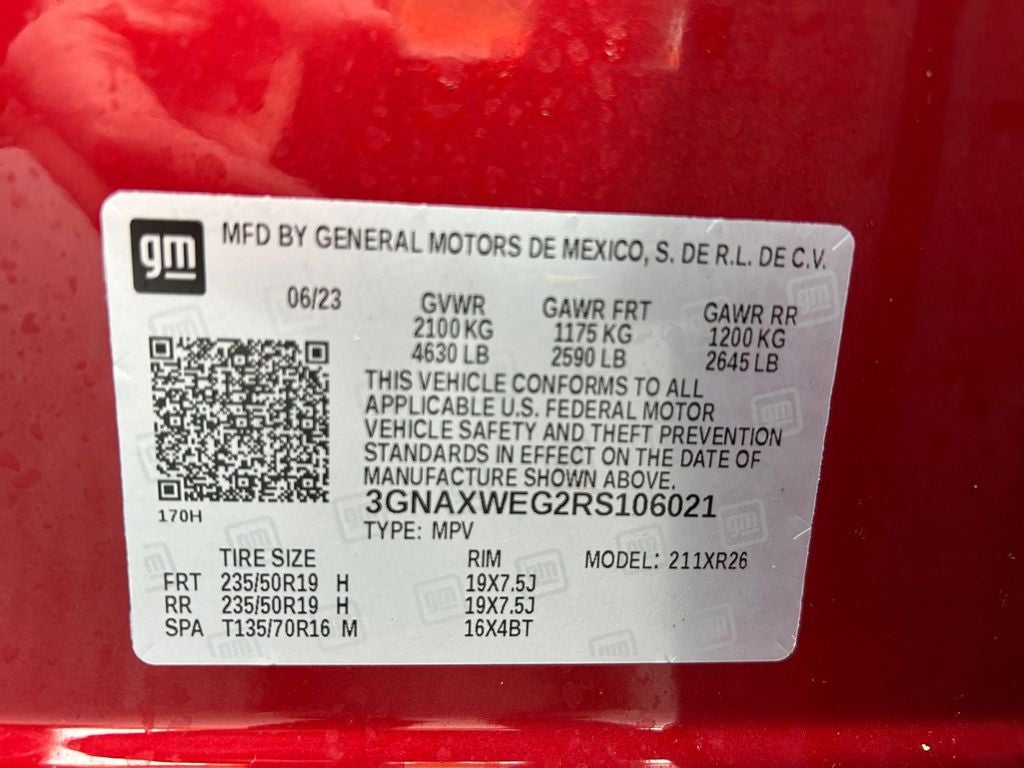 gm
MFD BY GENERAL MOTORS DE MEXICO, S. DE R.L. DE C.V.
06/23 GVWR GAWR FRT GAWR RR
2100 KG 1175 KG 1200 KG
4630 LB 2590 LB 2645 LB
THIS VEHICLE CONFORMS TO ALL
APPLICABLE U.S. FEDERAL MOTOR
VEHICLE SAFETY AND THEFT PREVENTION
STANDARDS IN EFFECT ON THE DATE OF
MANUFACTURE SHOWN ABOVE.
3GNAXWEG2RS106021
170H
TYPE: MPV
TIRE SIZE RIM MODEL: 211XR26
FRT 235/50R19 H 19X7.5J
RR 235/50R19 H 19X7.5J
SPA T135/70R16 M 16X4BT